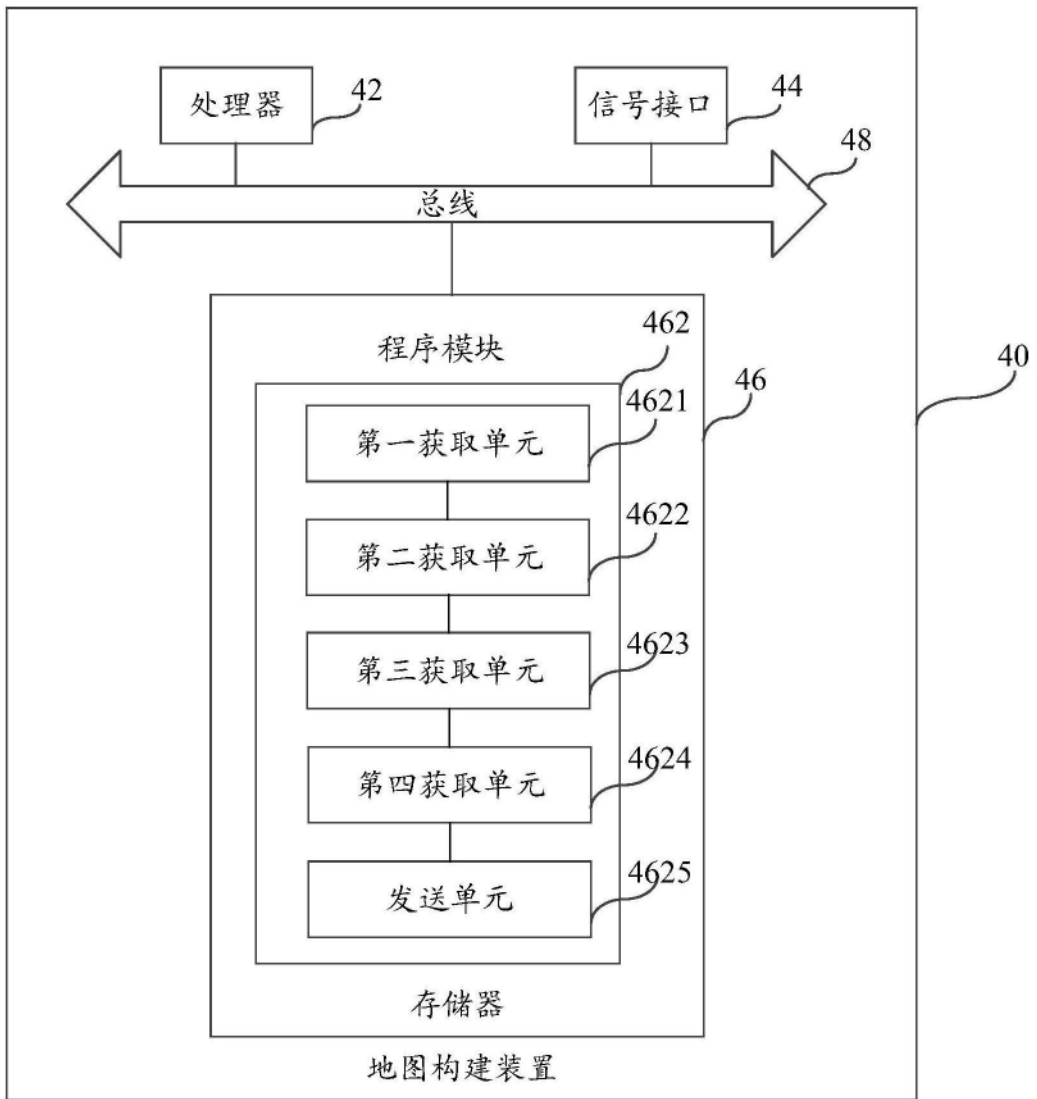 处理器
42
信号接口
44
48
总线
程序模块
462
46
40
第一获取单元
4621
第二获取单元
4622
第三获取单元
4623
第四获取单元
4624
发送单元
4625
存储器
地图构建装置